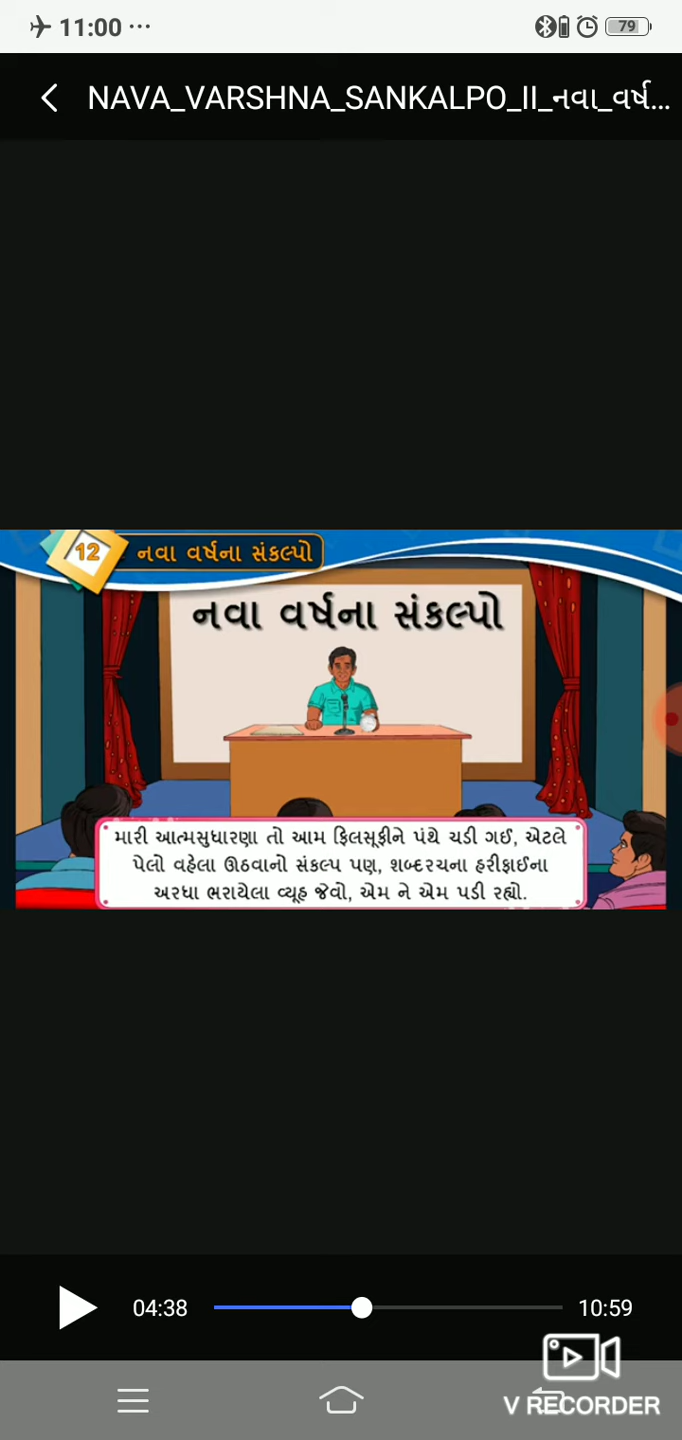 11:00 ...
79
NAVA_VARSHNA_SANKALPO_II_નવા_વર્ષ...
12 નવા વર્ષના સંકલ્પો
નવા વર્ષના સંકલ્પો
મારી આત્મસુધારણા તો આમ ફિલસૂફીને પંથે ચડી ગઈ, એટલે
પેલો વહેલા ઊઠવાનો સંકલ્પ પણ, શબ્દરચના હરીફાઈના
અરધા ભરાયેલા વ્યૂહ જેવો, એમ ને એમ પડી રહ્યો.
04:38
10:59
V RECORDER